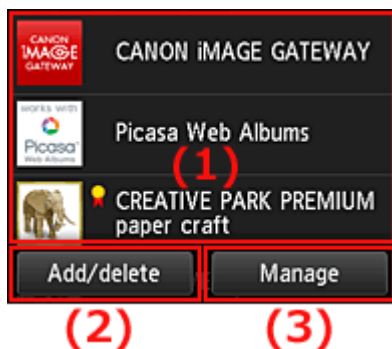 CANON
iMAGE
GATEWAY
CANON iMAGE GATEWAY
works with
Picasa
Web Albums
Picasa Web Albums
(1)
CREATIVE PARK PREMIUM
paper craft
Add/delete
Manage
(2)
(3)